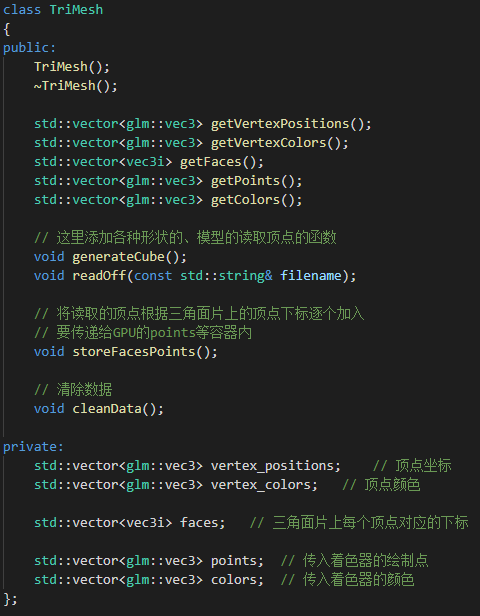 class TriMesh
{
public:
    TriMesh();
    ~TriMesh();

    std::vector<glm::vec3> getVertexPositions();
    std::vector<glm::vec3> getVertexColors();
    std::vector<vec3i> getFaces();
    std::vector<glm::vec3> getPoints();
    std::vector<glm::vec3> getColors();

    // 这里添加各种形状的、模型的读取顶点的函数
    void generateCube();
    void readOff(const std::string& filename);

    // 将读取的顶点根据三角面片上的顶点下标逐个加入
    // 要传递给GPU的points等容器内
    void storeFacesPoints();

    // 清除数据
    void cleanData();

private:
    std::vector<glm::vec3> vertex_positions;    // 顶点坐标
    std::vector<glm::vec3> vertex_colors;   // 顶点颜色

    std::vector<vec3i> faces;   // 三角面片上每个顶点对应的下标

    std::vector<glm::vec3> points;  // 传入着色器的绘制点
    std::vector<glm::vec3> colors;  // 传入着色器的颜色
};